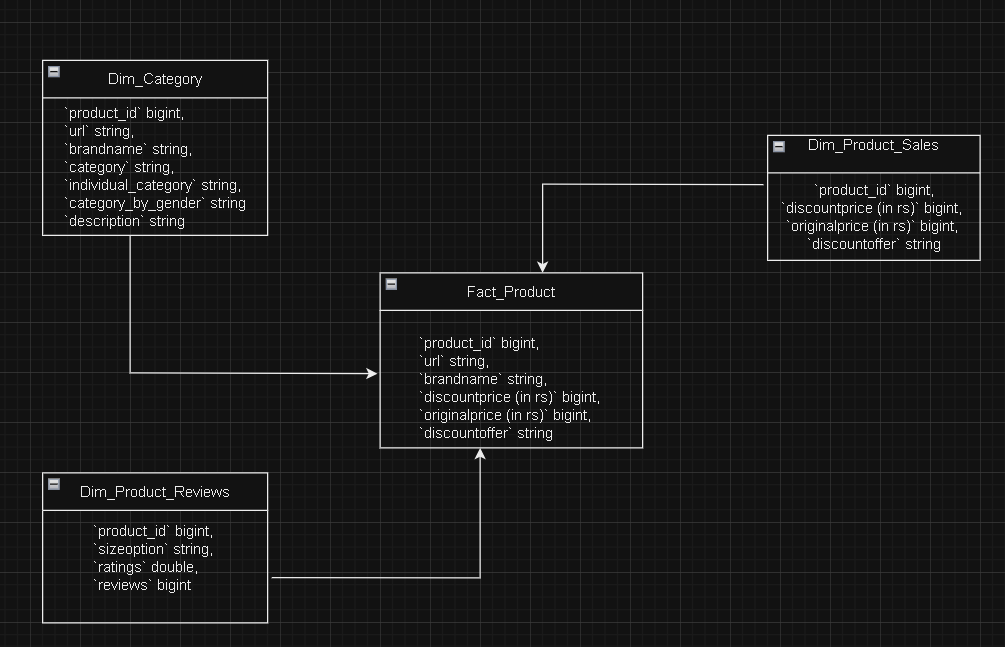 Dim_Category
`product_id` bigint,
`url` string,
`brandname` string,
`category` string,
`individual_category` string,
`category_by_gender` string
`description` string
Dim_Product_Sales
`product_id` bigint,
`discountprice (in rs)` bigint,
`originalprice (in rs)` bigint,
`discountoffer` string
Fact_Product
`product_id` bigint,
`url` string,
`brandname` string,
`discountprice (in rs)` bigint,
`originalprice (in rs)` bigint,
`discountoffer` string
Dim_Product_Reviews
`product_id` bigint,
`sizeoption` string,
`ratings` double,
`reviews` bigint